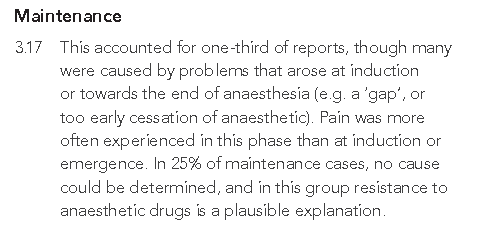 Maintenance
3.17 This accounted for one-third of reports, though many
were caused by problems that arose at induction
or towards the end of anaesthesia (e.g. a 'gap', or
too early cessation of anaesthetic). Pain was more
often experienced in this phase than at induction or
emergence. In 25% of maintenance cases, no cause
could be determined, and in this group resistance to
anaesthetic drugs is a plausible explanation.